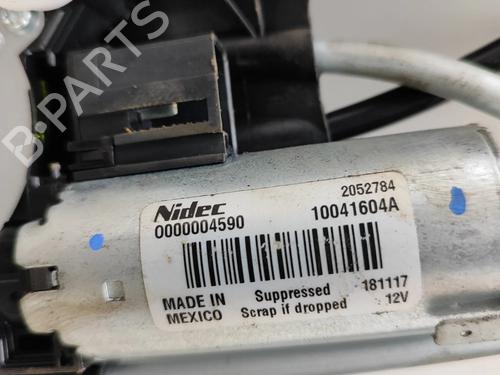 Nidec
2052784
0000004590
10041604A
MADE IN
MEXICO
Suppressed
Scrap if dropped
181117
12V
B-PARTS